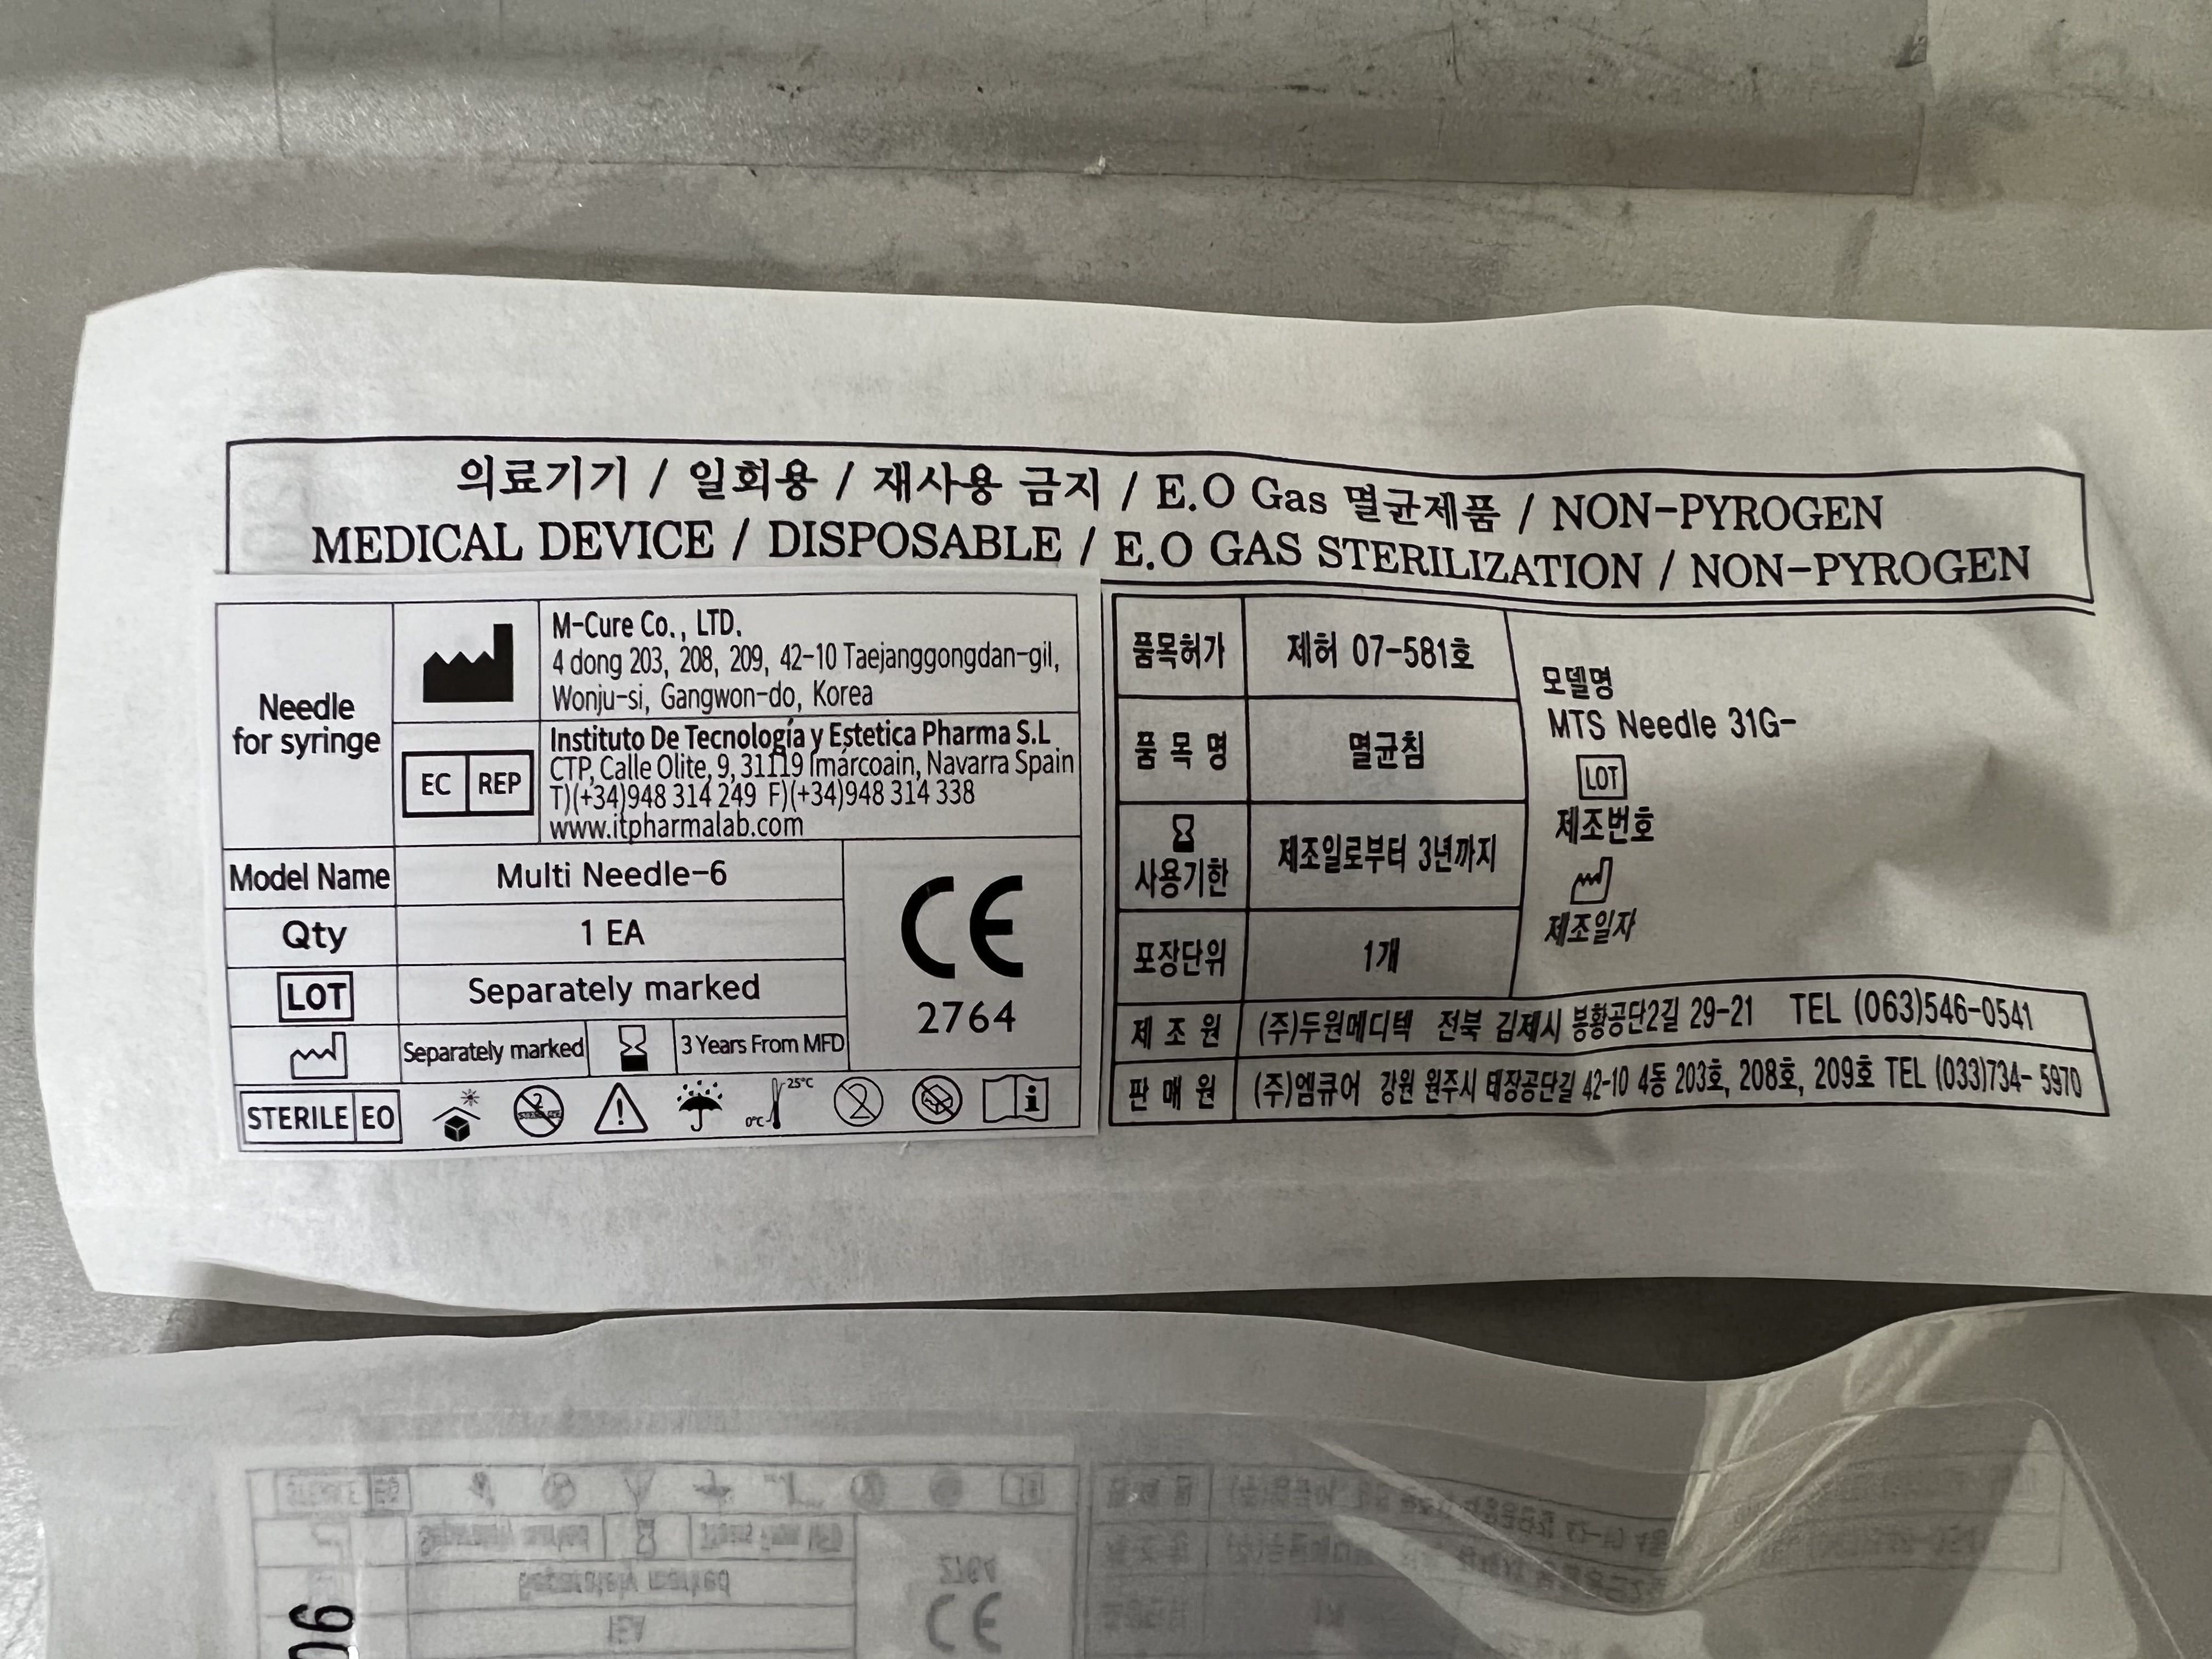 의료기기 / 일회용 / 재사용 금지 / E.O Gas 멸균제품 / NON-PYROGEN
MEDICAL DEVICE / DISPOSABLE / E.O GAS STERILIZATION / NON-PYROGEN
Needle
for syringe
M-Cure Co., LTD.
4 dong 203, 208, 209, 42-10 Taejanggongdan-gil,
Wonju-si, Gangwon-do, Korea
EC REP
Instituto De Tecnología y Estetica Pharma S.L
CTP, Calle Olite, 9, 31119 Imárcoain, Navarra Spain
T)(+34)948 314 249 F)(+34)948 314 338
www.itpharmalab.com
Model Name Multi Needle-6
Qty 1 EA
LOT Separately marked
Separately marked 3 Years From MFD
CE
2764
STERILE EO
2
STERILIZE
0℃ 25℃
2
i
품목허가 제허 07-581호
품 목 명 멸균침
사용기한 제조일로부터 3년까지
포장단위 1개
모델명
MTS Needle 31G-
LOT
제조번호
제조일자
제 조 원 (주)두원메디텍 전북 김제시 봉황공단2길 29-21 TEL (063)546-0541
판 매 원 (주)엠큐어 강원 원주시 태장공단길 42-10 4동 203호, 208호, 209호 TEL (033)734- 5970
Separately marked
1EA
2764
CE
06